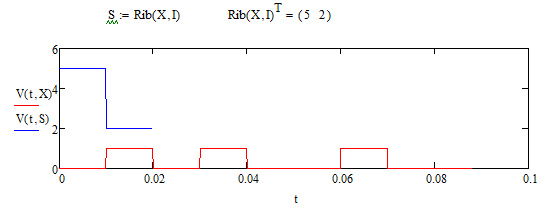 S := Rib(X,I) Rib(X,I)^T = (5 2)
6
V(t,X) 4
V(t,S)
2
0
0 0.02 0.04 0.06 0.08 0.1
t